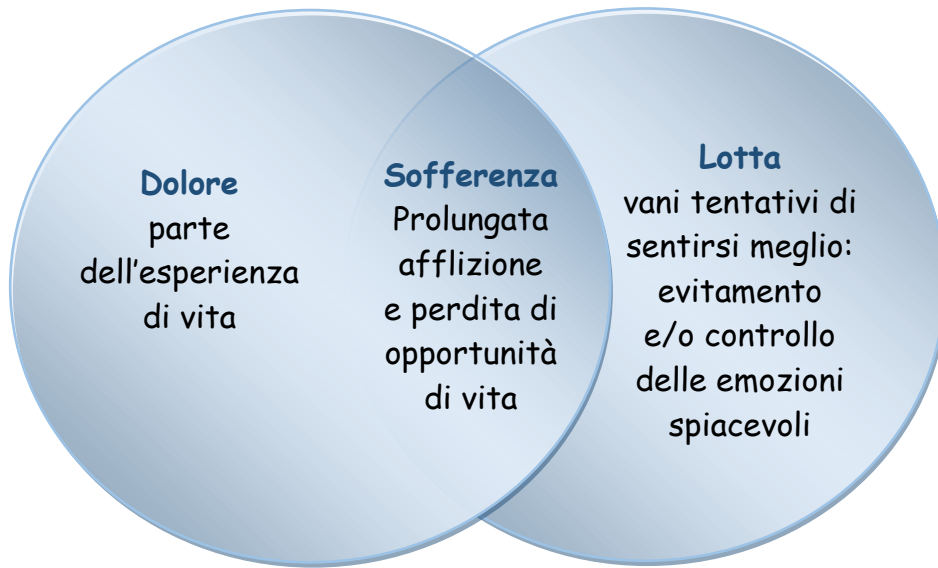 Dolore
parte
dell'esperienza
di vita
Sofferenza
Prolungata
afflizione
e perdita di
opportunità
di vita
Lotta
vani tentativi di
sentirsi meglio:
evitamento
e/o controllo
delle emozioni
spiacevoli